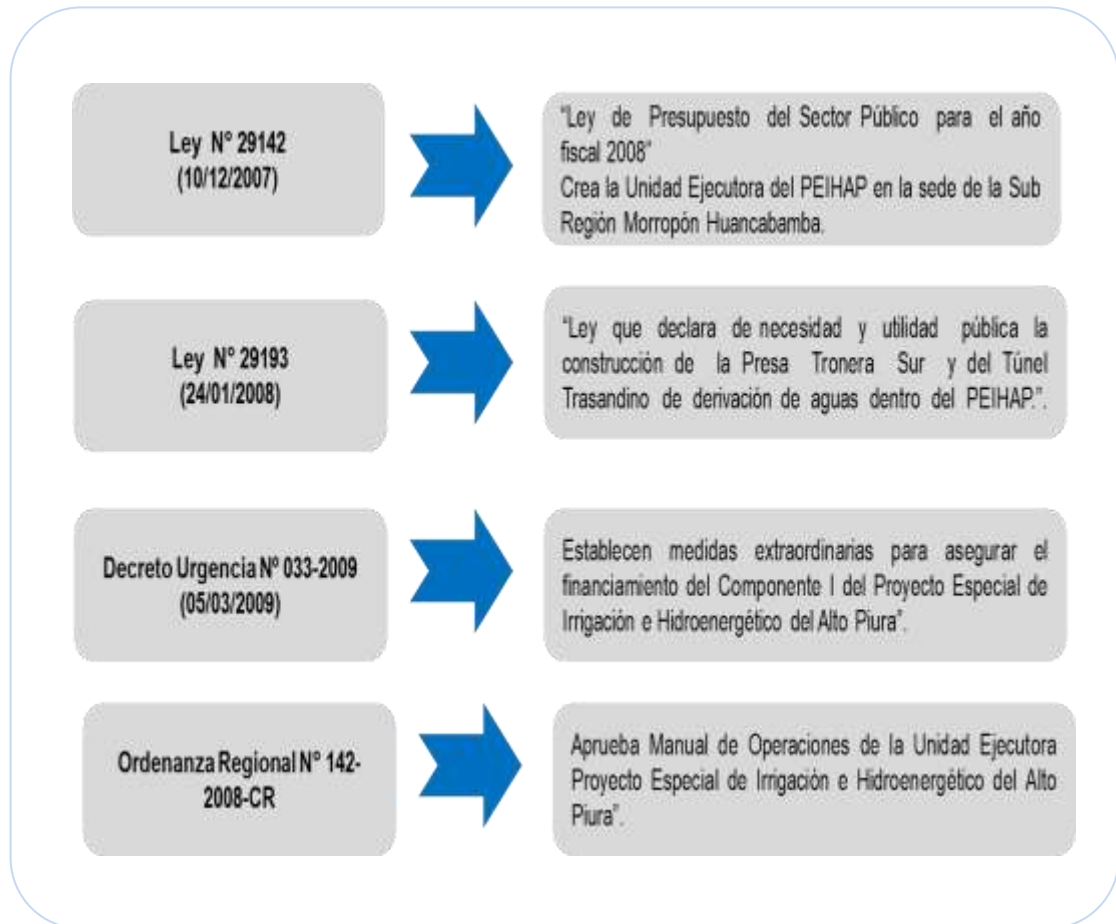 Ley N° 29142
(10/12/2007)
“Ley de Presupuesto del Sector Público para el año
fiscal 2008”
Crea la Unidad Ejecutora del PEIHAP en la sede de la Sub
Región Morropón Huancabamba.
Ley N° 29193
(24/01/2008)
“Ley que declara de necesidad y utilidad pública la
construcción de la Presa Tronera Sur y del Túnel
Trasandino de derivación de aguas dentro del PEIHAP.”.
Decreto Urgencia Nº 033-2009
(05/03/2009)
Establecen medidas extraordinarias para asegurar el
financiamiento del Componente I del Proyecto Especial de
Irrigación e Hidroenergético del Alto Piura”.
Ordenanza Regional N° 142-
2008-CR
Aprueba Manual de Operaciones de la Unidad Ejecutora
Proyecto Especial de Irrigación e Hidroenergético del Alto
Piura”.